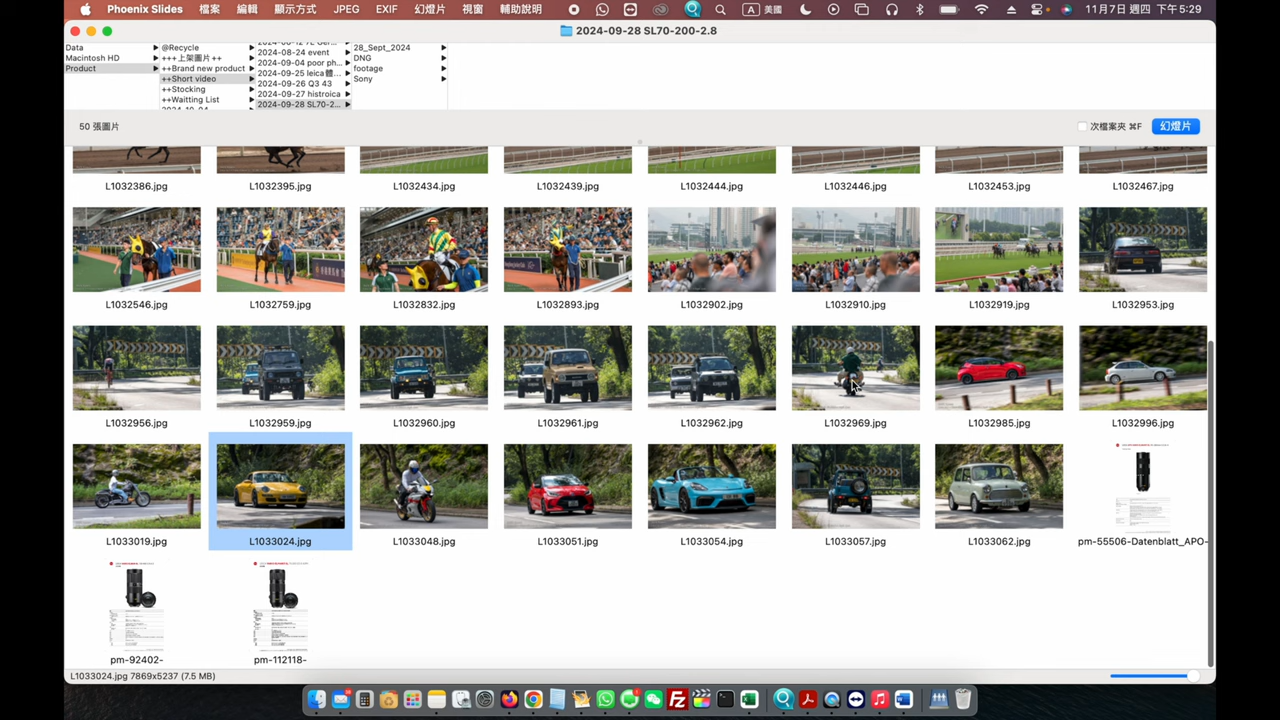 Phoenix Slides 檔案 編輯 顯示方式 JPEG EXIF 幻燈片 視窗 輔助說明 A 美國 11月7日 週四 下午5:29
2024-09-28 SL70-200-2.8
Data
Macintosh HD
Product
@Recycle
+++上架圖片++
++Brand new product
++Short video
++Stocking
++Waitting List
2024-08-24 event
2024-09-04 poor ph...
2024-09-25 leica體...
2024-09-26 Q3 43
2024-09-27 histroica
2024-09-28 SL70-2...
28_Sept_2024
DNG
footage
Sony
50 張圖片 次檔案夾 ⌘F 幻燈片
L1032386.jpg L1032395.jpg L1032434.jpg L1032439.jpg L1032444.jpg L1032446.jpg L1032453.jpg L1032467.jpg
L1032546.jpg L1032759.jpg L1032832.jpg L1032893.jpg L1032902.jpg L1032910.jpg L1032919.jpg L1032953.jpg
L1032956.jpg L1032959.jpg L1032960.jpg L1032961.jpg L1032962.jpg L1032969.jpg L1032985.jpg L1032996.jpg
L1033019.jpg L1033024.jpg L1033048.jpg L1033051.jpg L1033054.jpg L1033057.jpg L1033062.jpg pm-55506-Datenblatt_APO-
pm-92402- pm-112118-
L1033024.jpg 7869x5237 (7.5 MB)